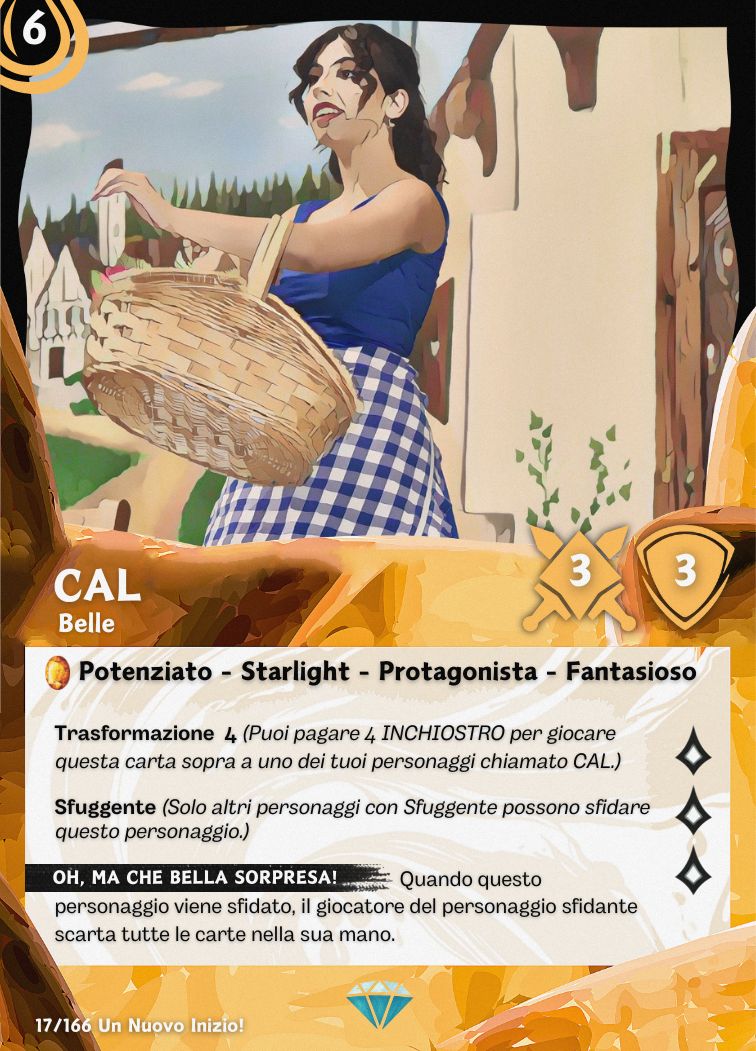 6
CAL
Belle
3
3
Potenziato - Starlight - Protagonista - Fantasioso
Trasformazione 4 (Puoi pagare 4 INCHIOSTRO per giocare
questa carta sopra a uno dei tuoi personaggi chiamato CAL.)
Sfuggente (Solo altri personaggi con Sfuggente possono sfidare
questo personaggio.)
OH, MA CHE BELLA SORPRESA! Quando questo
personaggio viene sfidato, il giocatore del personaggio sfidante
scarta tutte le carte nella sua mano.
17/166 Un Nuovo Inizio!